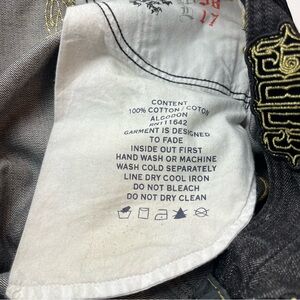 CONTENT
100% COTTON / COTON
ALGODON
RN111642
GARMENT IS DESIGNED
TO FADE
INSIDE OUT FIRST
HAND WASH OR MACHINE
WASH COLD SEPARATELY
LINE DRY COOL IRON
DO NOT BLEACH
DO NOT DRY CLEAN